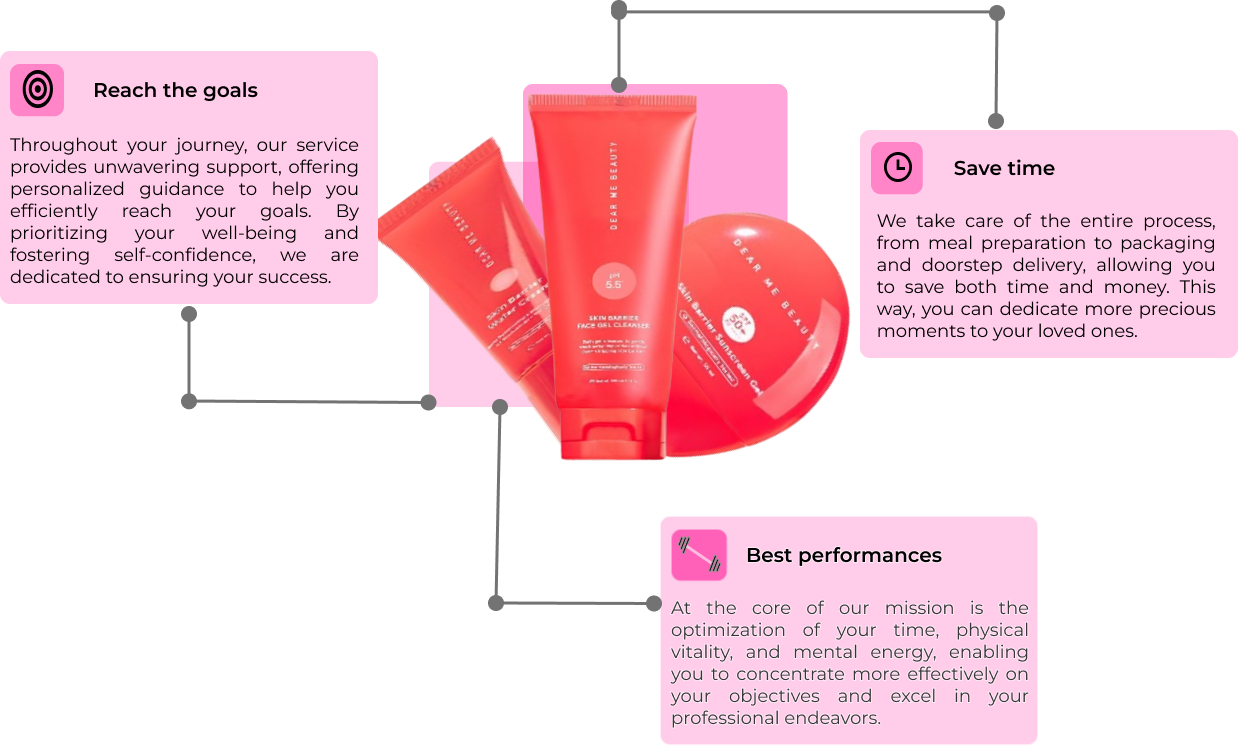 Reach the goals
Throughout your journey, our service
provides unwavering support, offering
personalized guidance to help you
efficiently reach your goals. By
prioritizing your well-being and
fostering self-confidence, we are
dedicated to ensuring your success.
DEAR ME BEAUTY
Skin Barrier
Water Cream
DEAR ME BEAUTY
pH
5.5
SKIN BARRIER
FACE GEL CLEANSER
DEAR ME BEAUTY
SPF
50+
Skin Barrier Sunscreen Gel
Save time
We take care of the entire process,
from meal preparation to packaging
and doorstep delivery, allowing you
to save both time and money. This
way, you can dedicate more precious
moments to your loved ones.
Best performances
At the core of our mission is the
optimization of your time, physical
vitality, and mental energy, enabling
you to concentrate more effectively on
your objectives and excel in your
professional endeavors.